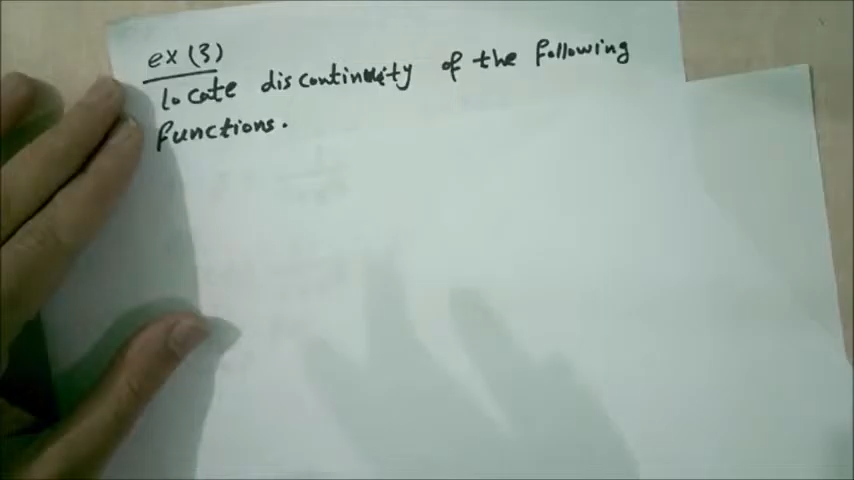 ex (3)
locate discontinuity of the following
functions.